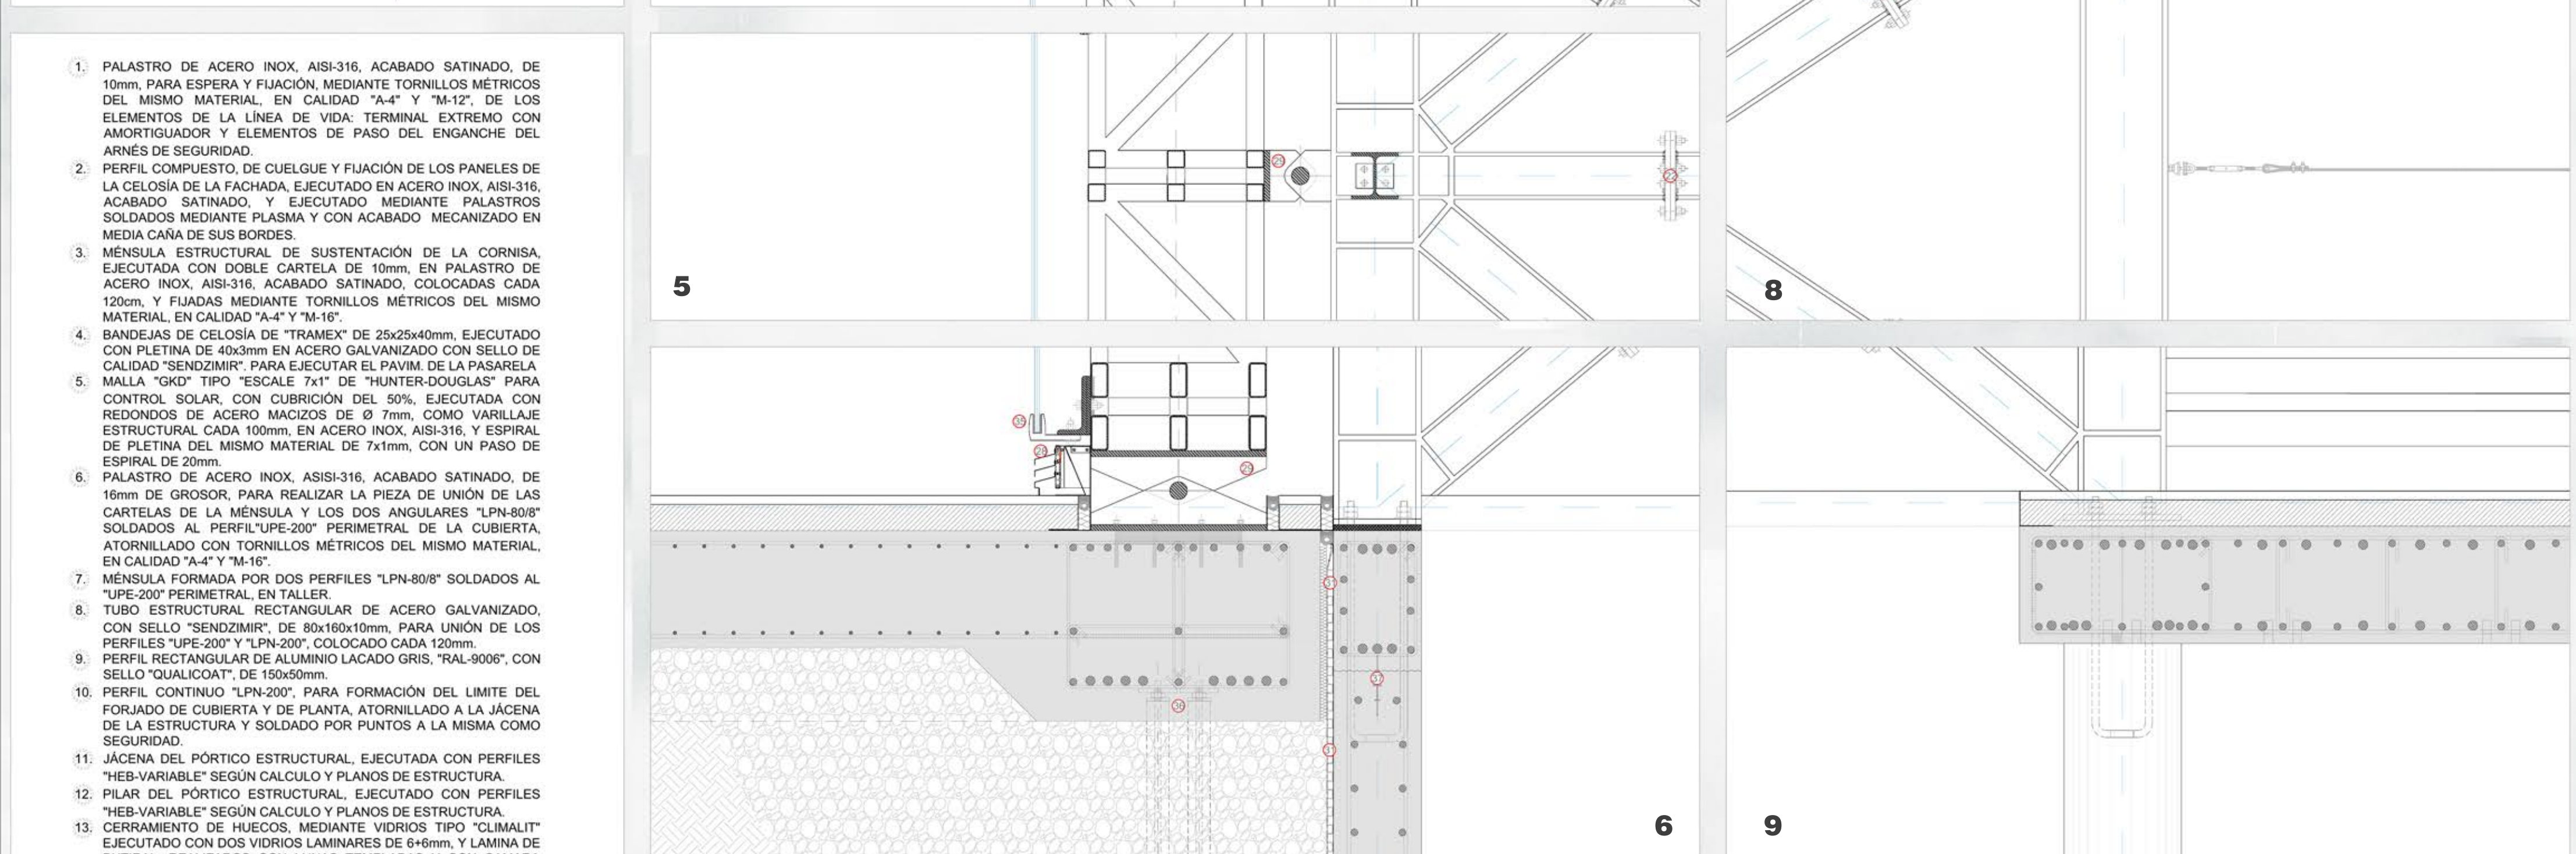 1. PALASTRO DE ACERO INOX, AISI-316, ACABADO SATINADO, DE
10mm, PARA ESPERA Y FIJACIÓN, MEDIANTE TORNILLOS MÉTRICOS
DEL MISMO MATERIAL, EN CALIDAD "A-4" Y "M-12", DE LOS
ELEMENTOS DE LA LÍNEA DE VIDA: TERMINAL EXTREMO CON
AMORTIGUADOR Y ELEMENTOS DE PASO DEL ENGANCHE DEL
ARNÉS DE SEGURIDAD.
2. PERFIL COMPUESTO, DE CUELGUE Y FIJACIÓN DE LOS PANELES DE
LA CELOSÍA DE LA FACHADA, EJECUTADO EN ACERO INOX, AISI-316,
ACABADO SATINADO, Y EJECUTADO MEDIANTE PALASTROS
SOLDADOS MEDIANTE PLASMA Y CON ACABADO MECANIZADO EN
MEDIA CAÑA DE SUS BORDES.
3. MÉNSULA ESTRUCTURAL DE SUSTENTACIÓN DE LA CORNISA,
EJECUTADA CON DOBLE CARTELA DE 10mm, EN PALASTRO DE
ACERO INOX, AISI-316, ACABADO SATINADO, COLOCADAS CADA
120cm, Y FIJADAS MEDIANTE TORNILLOS MÉTRICOS DEL MISMO
MATERIAL, EN CALIDAD "A-4" Y "M-16".
4. BANDEJAS DE CELOSÍA DE "TRAMEX" DE 25x25x40mm, EJECUTADO
CON PLETINA DE 40x3mm EN ACERO GALVANIZADO CON SELLO DE
CALIDAD "SENDZIMIR". PARA EJECUTAR EL PAVIM. DE LA PASARELA
5. MALLA "GKD" TIPO "ESCALE 7x1" DE "HUNTER-DOUGLAS" PARA
CONTROL SOLAR, CON CUBRICIÓN DEL 50%, EJECUTADA CON
REDONDOS DE ACERO MACIZOS DE Ø 7mm, COMO VARILLAJE
ESTRUCTURAL CADA 100mm, EN ACERO INOX, AISI-316, Y ESPIRAL
DE PLETINA DEL MISMO MATERIAL DE 7x1mm, CON UN PASO DE
ESPIRAL DE 20mm.
6. PALASTRO DE ACERO INOX, ASISI-316, ACABADO SATINADO, DE
16mm DE GROSOR, PARA REALIZAR LA PIEZA DE UNIÓN DE LAS
CARTELAS DE LA MÉNSULA Y LOS DOS ANGULARES "LPN-80/8"
SOLDADOS AL PERFIL"UPE-200" PERIMETRAL DE LA CUBIERTA,
ATORNILLADO CON TORNILLOS MÉTRICOS DEL MISMO MATERIAL,
EN CALIDAD "A-4" Y "M-16".
7. MÉNSULA FORMADA POR DOS PERFILES "LPN-80/8" SOLDADOS AL
"UPE-200" PERIMETRAL, EN TALLER.
8. TUBO ESTRUCTURAL RECTANGULAR DE ACERO GALVANIZADO,
CON SELLO "SENDZIMIR", DE 80x160x10mm, PARA UNIÓN DE LOS
PERFILES "UPE-200" Y "LPN-200", COLOCADO CADA 120mm.
9. PERFIL RECTANGULAR DE ALUMINIO LACADO GRIS, "RAL-9006", CON
SELLO "QUALICOAT", DE 150x50mm.
10. PERFIL CONTINUO "LPN-200", PARA FORMACIÓN DEL LIMITE DEL
FORJADO DE CUBIERTA Y DE PLANTA, ATORNILLADO A LA JÁCENA
DE LA ESTRUCTURA Y SOLDADO POR PUNTOS A LA MISMA COMO
SEGURIDAD.
11. JÁCENA DEL PÓRTICO ESTRUCTURAL, EJECUTADA CON PERFILES
"HEB-VARIABLE" SEGÚN CALCULO Y PLANOS DE ESTRUCTURA.
12. PILAR DEL PÓRTICO ESTRUCTURAL, EJECUTADO CON PERFILES
"HEB-VARIABLE" SEGÚN CALCULO Y PLANOS DE ESTRUCTURA.
13. CERRAMIENTO DE HUECOS, MEDIANTE VIDRIOS TIPO "CLIMALIT"
EJECUTADO CON DOS VIDRIOS LAMINARES DE 6+6mm, Y LAMINA DE
29
22
5
8
35
28
29
31
37
36
31
6
9